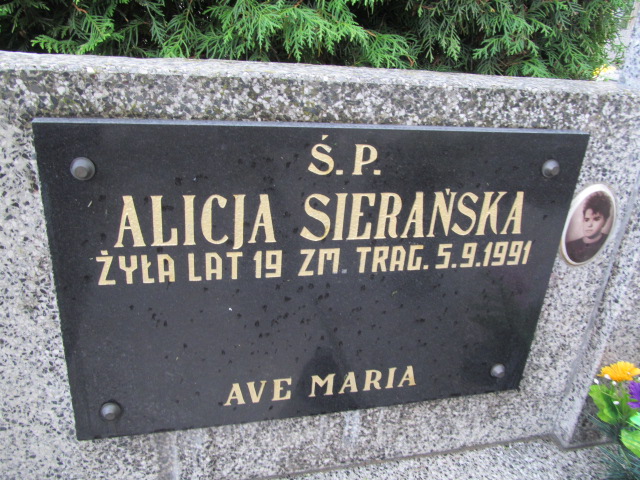 Ś.P.
ALICJA SIERAŃSKA
ŻYŁA LAT 19 ZM. TRAG. 5.9.1991
AVE MARIA